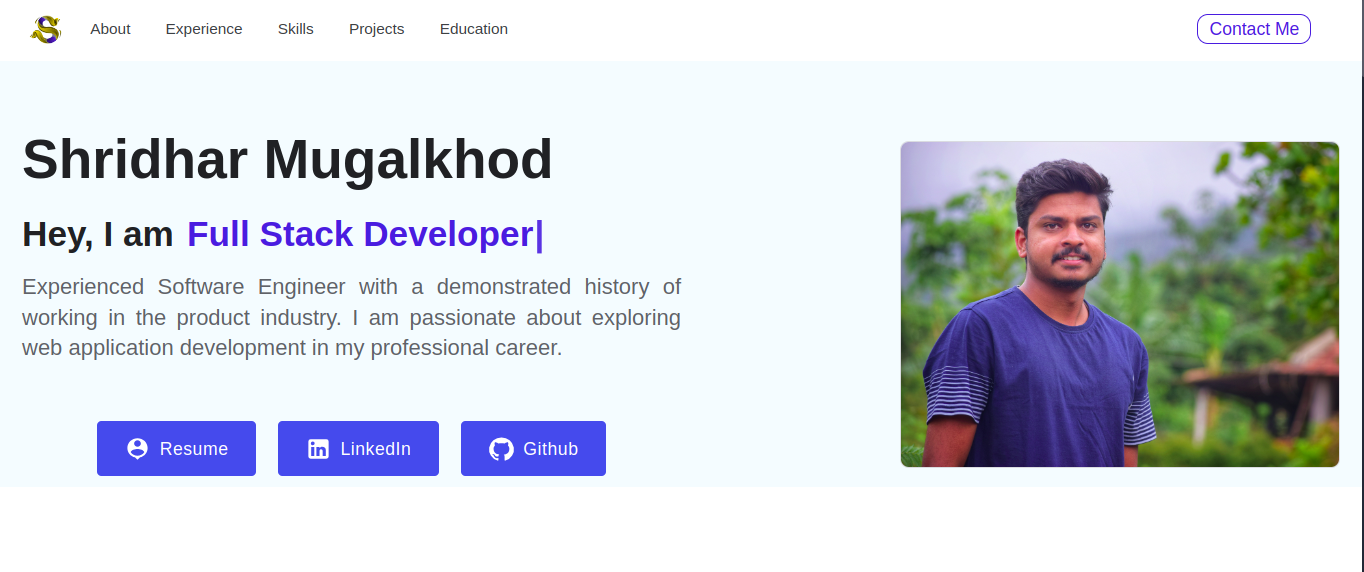 S
About Experience Skills Projects Education Contact Me
Shridhar Mugalkhod
Hey, I am Full Stack Developer|
Experienced Software Engineer with a demonstrated history of
working in the product industry. I am passionate about exploring
web application development in my professional career.
Resume LinkedIn Github